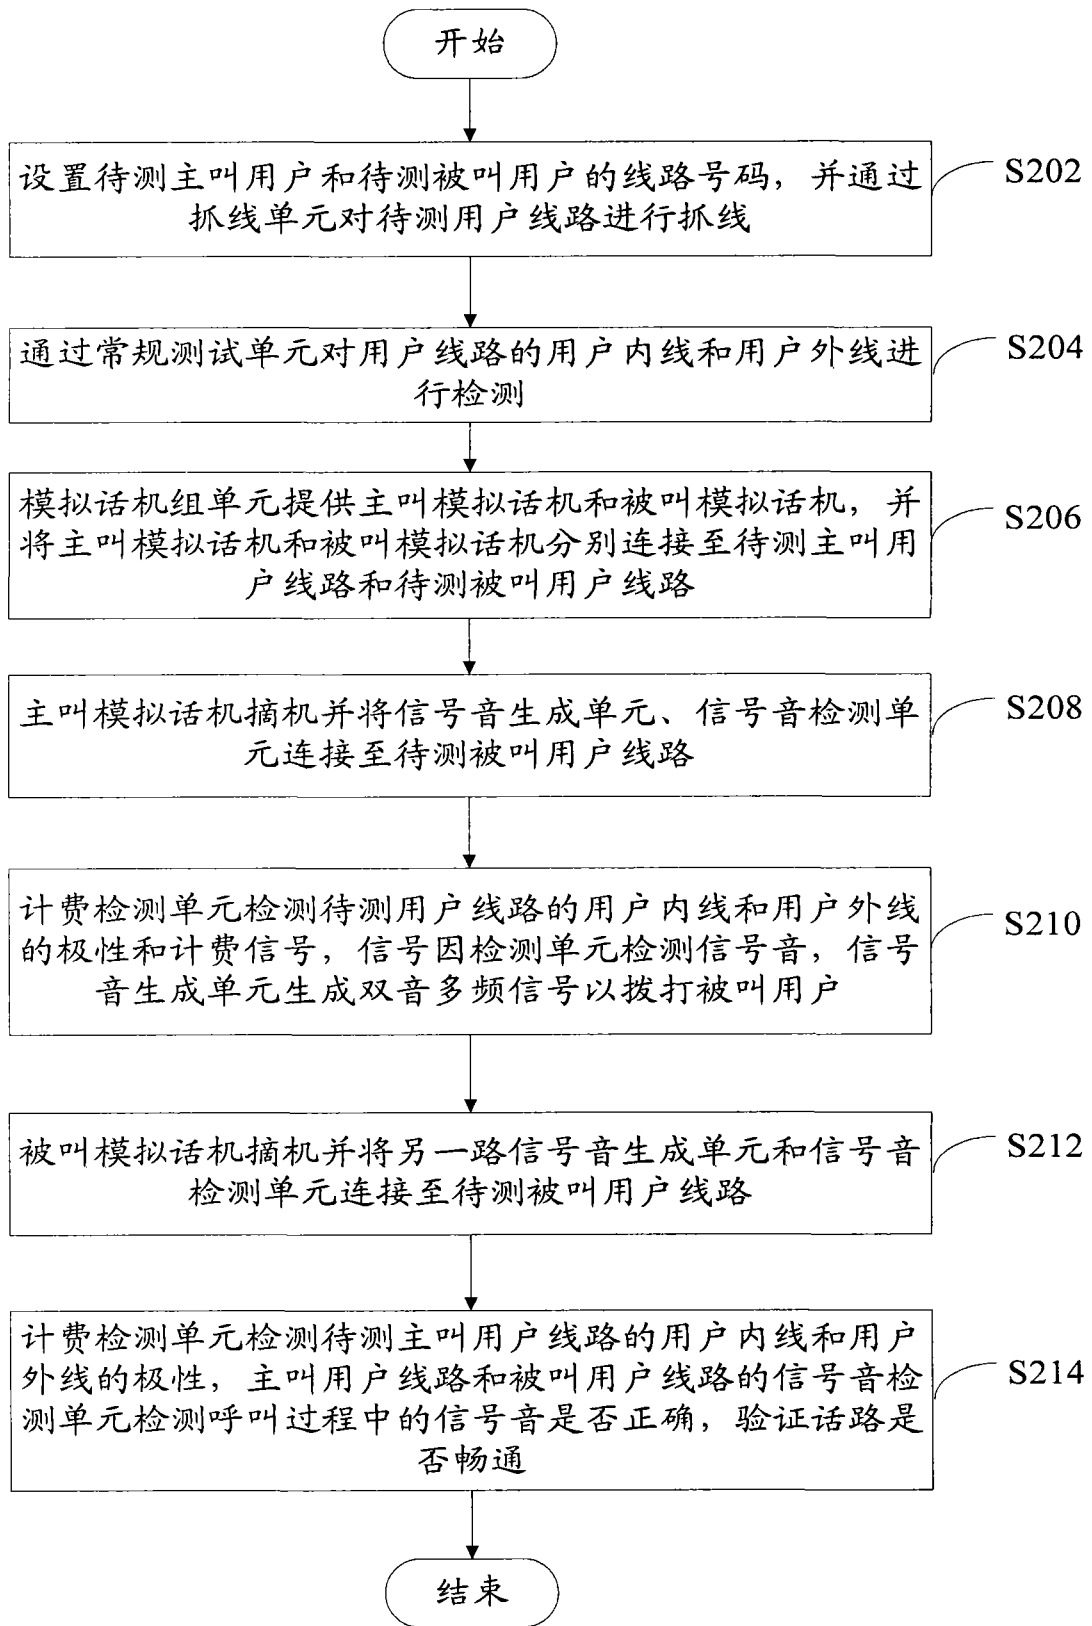 开始
设置待测主叫用户和待测被叫用户的线路号码，并通过
抓线单元对待测用户线路进行抓线
S202
通过常规测试单元对用户线路的用户内线和用户外线进
行检测
S204
模拟话机组单元提供主叫模拟话机和被叫模拟话机，并
将主叫模拟话机和被叫模拟话机分别连接至待测主叫用
户线路和待测被叫用户线路
S206
主叫模拟话机摘机并将信号音生成单元、信号音检测单
元连接至待测被叫用户线路
S208
计费检测单元检测待测用户线路的用户内线和用户外线
的极性和计费信号，信号因检测单元检测信号音，信号
音生成单元生成双音多频信号以拨打被叫用户
S210
被叫模拟话机摘机并将另一路信号音生成单元和信号音
检测单元连接至待测被叫用户线路
S212
计费检测单元检测待测主叫用户线路的用户内线和用户
外线的极性，主叫用户线路和被叫用户线路的信号音检
测单元检测呼叫过程中的信号音是否正确，验证话路是
否畅通
S214
结束